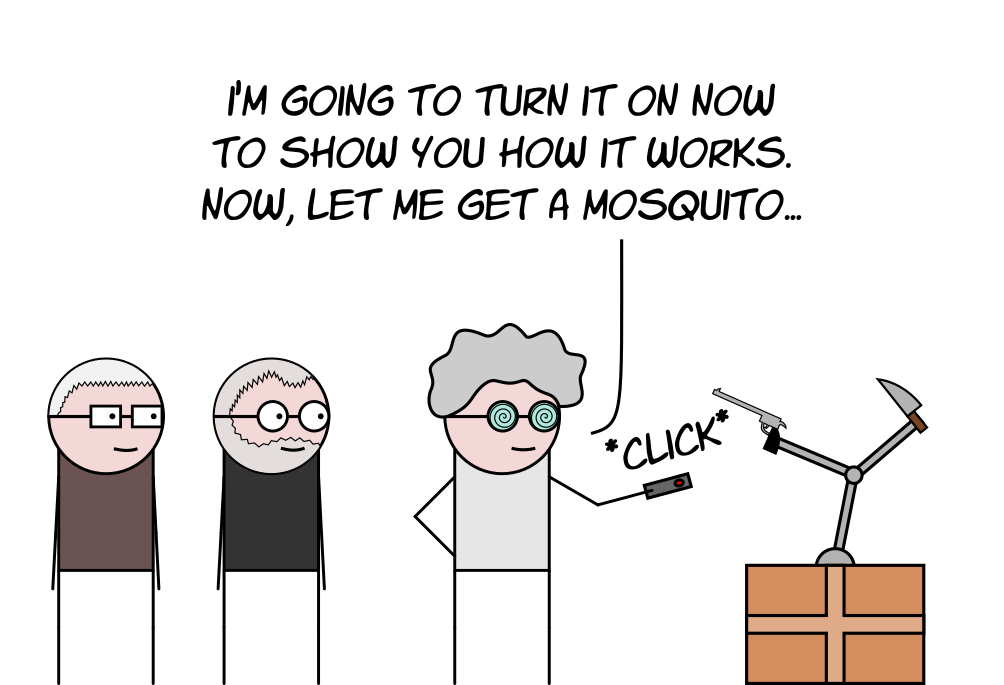 I'M GOING TO TURN IT ON NOW
TO SHOW YOU HOW IT WORKS.
NOW, LET ME GET A MOSQUITO...
*CLICK*